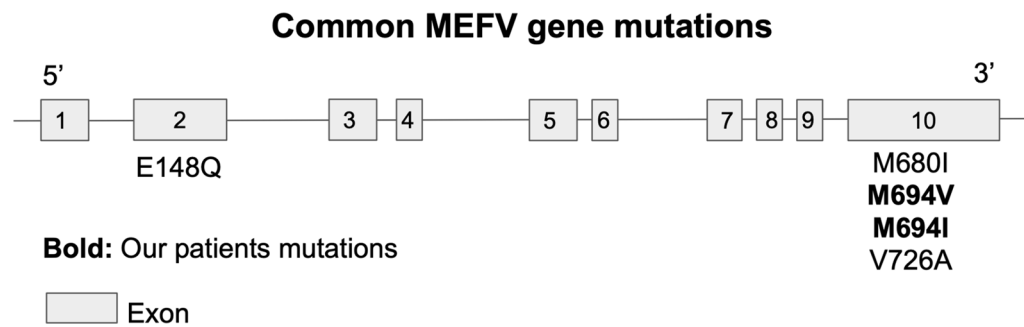 Common MEFV gene mutations
5’ 3’
1 2 3 4 5 6 7 8 9 10
E148Q
M680I
M694V
M694I
V726A
Bold: Our patients mutations
Exon